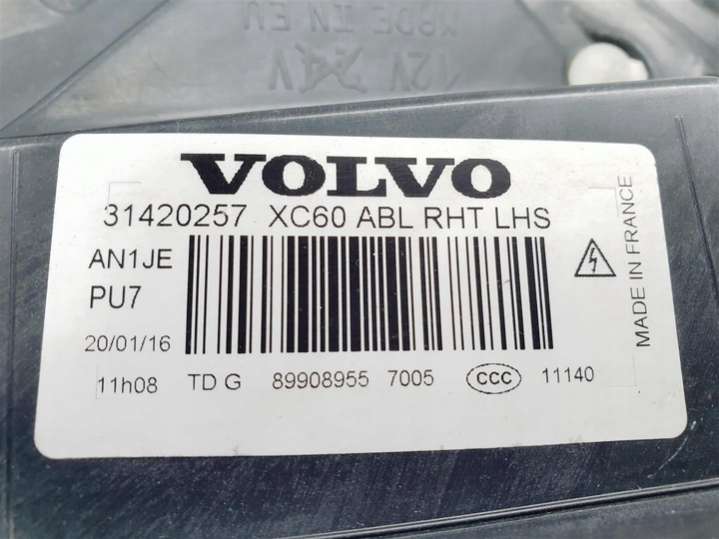 MADE IN EU
12V 24V
VOLVO
31420257 XC60 ABL RHT LHS
AN1JE
PU7
20/01/16
11h08 TD G 89908955 7005 CCC 11140
MADE IN FRANCE